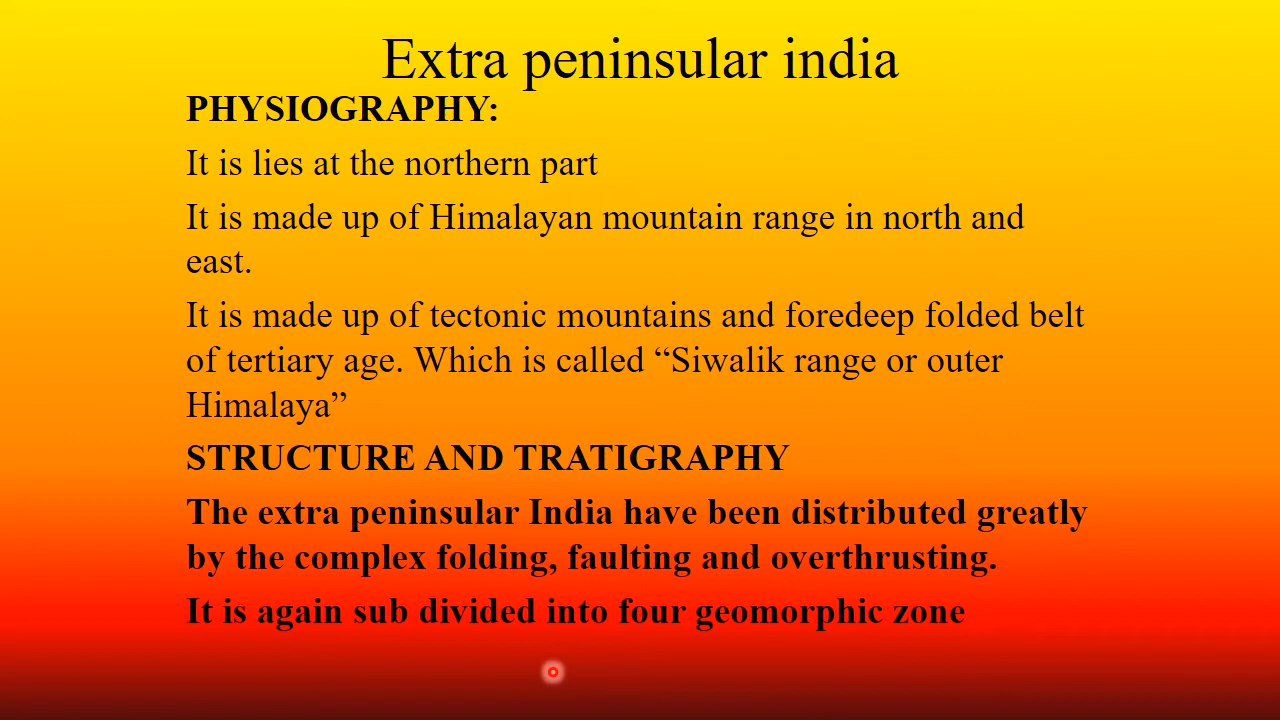 Extra peninsular india
PHYSIOGRAPHY:
It is lies at the northern part
It is made up of Himalayan mountain range in north and
east.
It is made up of tectonic mountains and foredeep folded belt
of tertiary age. Which is called “Siwalik range or outer
Himalaya”
STRUCTURE AND TRATIGRAPHY
The extra peninsular India have been distributed greatly
by the complex folding, faulting and overthrusting.
It is again sub divided into four geomorphic zone